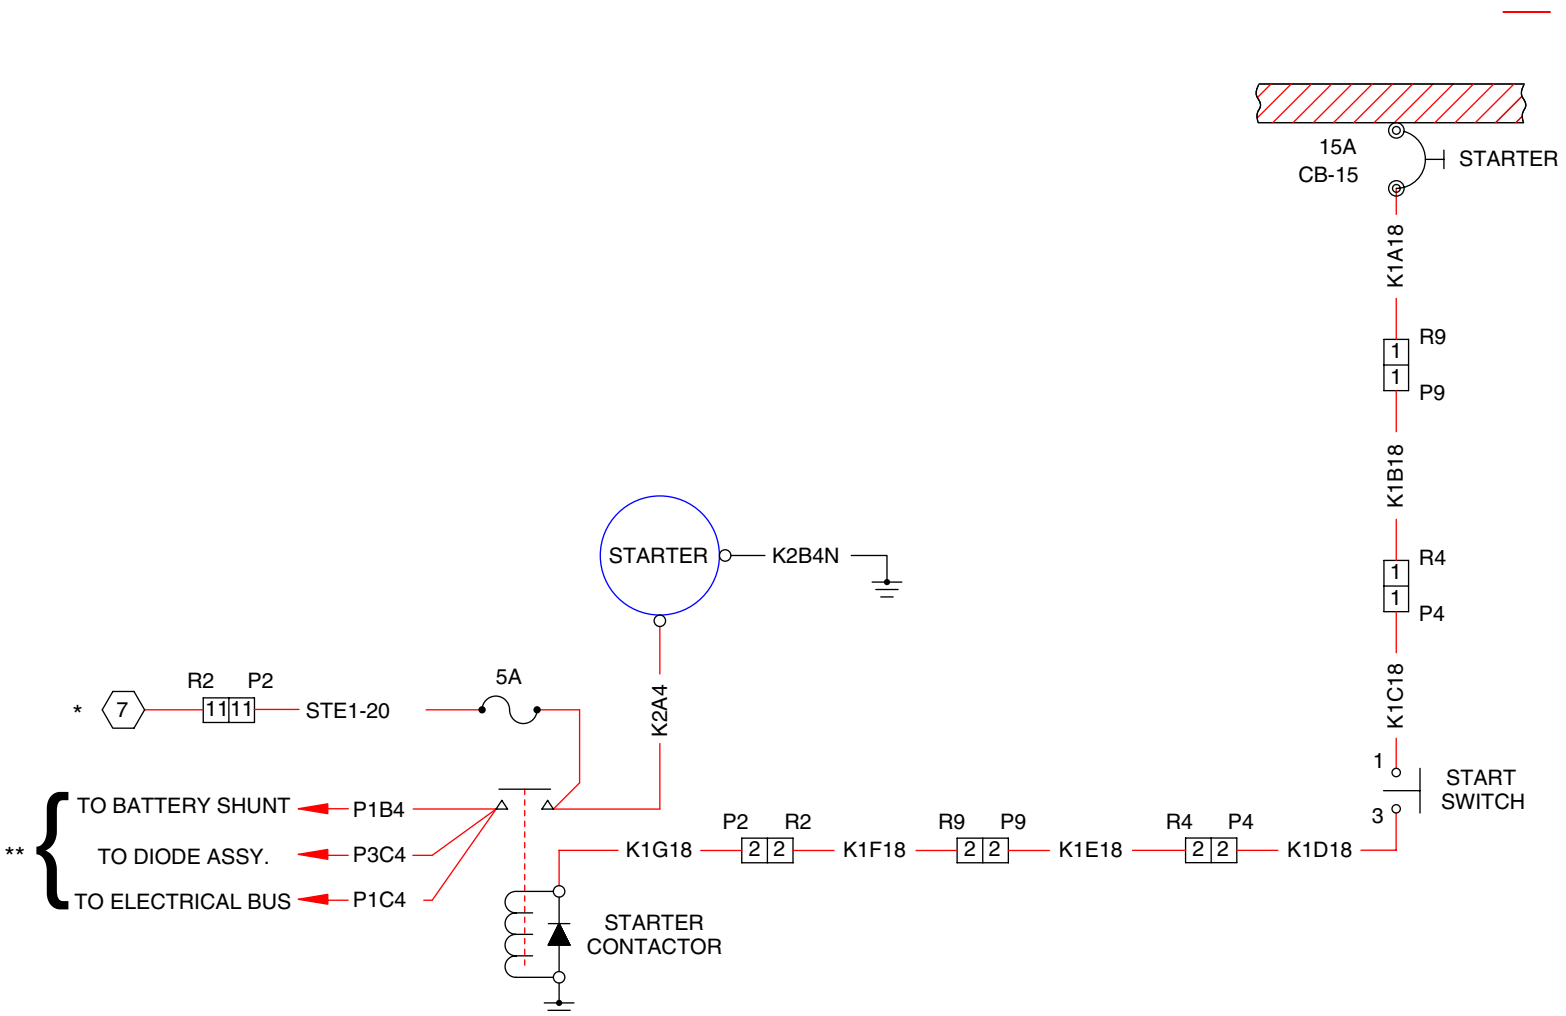 15A
CB-15
STARTER
K1A18
1
R9
1
P9
K1B18
1
R4
1
P4
K1C18
1
START
SWITCH
3
STARTER
K2B4N
K2A4
* 7
R2 P2
11 11
STE1-20
5A
** {
TO BATTERY SHUNT P1B4
TO DIODE ASSY. P3C4
TO ELECTRICAL BUS P1C4
K1G18
P2 R2
2 2
K1F18
R9 P9
2 2
K1E18
R4 P4
2 2
K1D18
STARTER
CONTACTOR